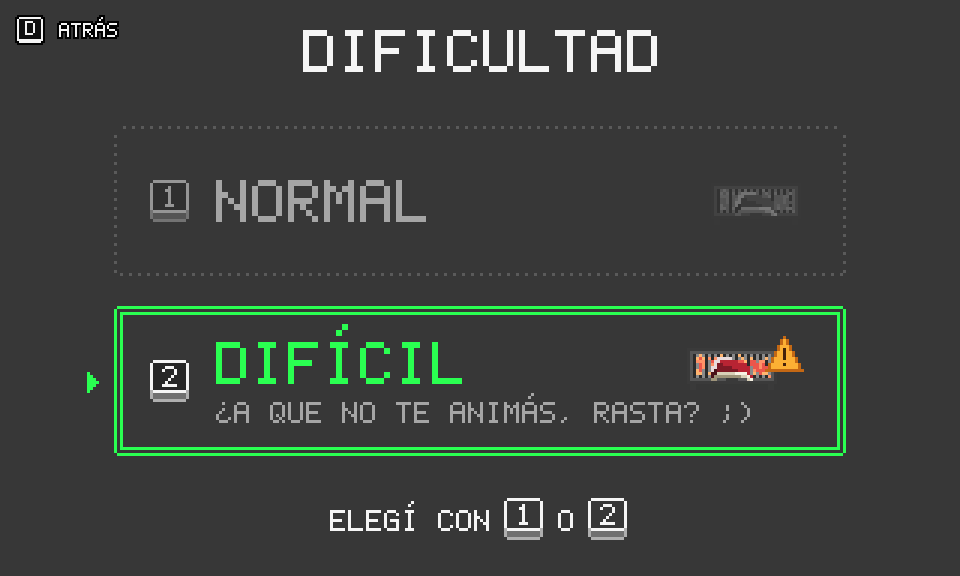 D ATRÁS
DIFICULTAD
1 NORMAL
2 DIFÍCIL
¿A QUE NO TE ANIMÁS, RASTA? ;)
ELEGÍ CON 1 O 2